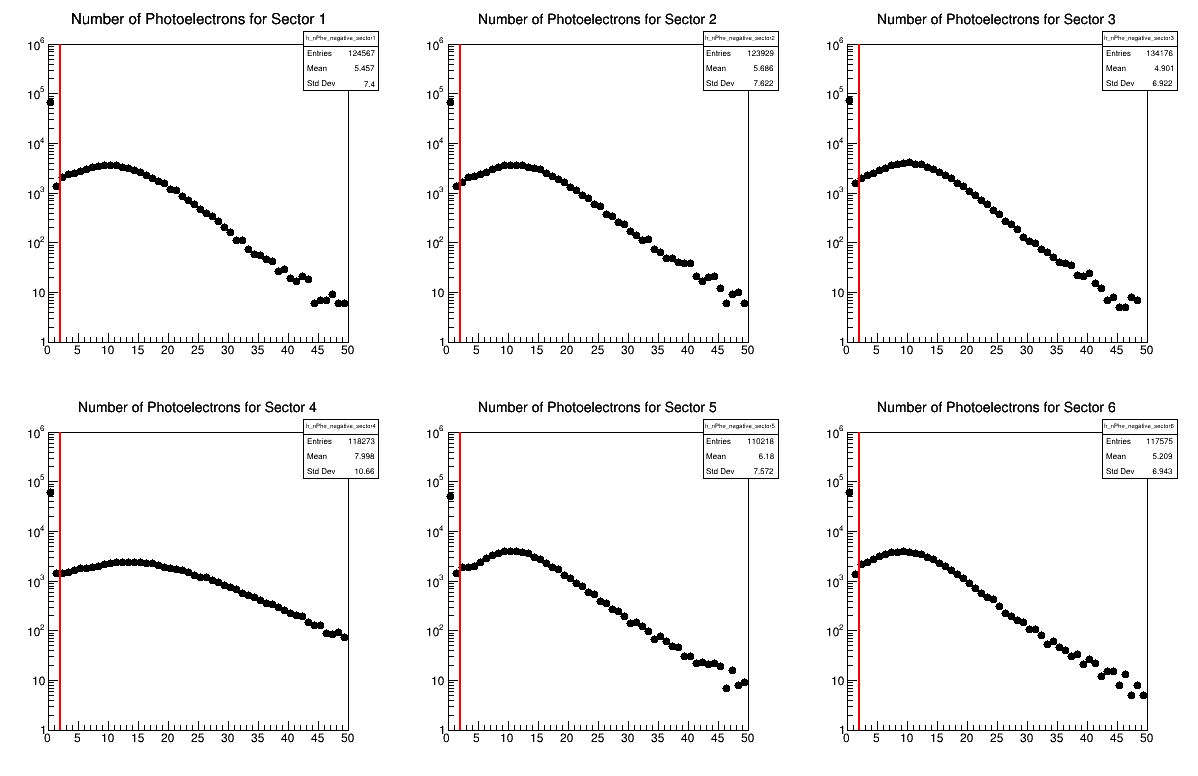 Number of Photoelectrons for Sector 1
h_nPhe_negative_sector1
Entries 124567
Mean 5.457
Std Dev 7.4
10^6
10^5
10^4
10^3
10^2
10
1
0 5 10 15 20 25 30 35 40 45 50
Number of Photoelectrons for Sector 2
h_nPhe_negative_sector2
Entries 123929
Mean 5.686
Std Dev 7.622
10^6
10^5
10^4
10^3
10^2
10
1
0 5 10 15 20 25 30 35 40 45 50
Number of Photoelectrons for Sector 3
h_nPhe_negative_sector3
Entries 134176
Mean 4.901
Std Dev 6.922
10^6
10^5
10^4
10^3
10^2
10
1
0 5 10 15 20 25 30 35 40 45 50
Number of Photoelectrons for Sector 4
h_nPhe_negative_sector4
Entries 118273
Mean 7.998
Std Dev 10.66
10^6
10^5
10^4
10^3
10^2
10
1
0 5 10 15 20 25 30 35 40 45 50
Number of Photoelectrons for Sector 5
h_nPhe_negative_sector5
Entries 110218
Mean 6.18
Std Dev 7.572
10^6
10^5
10^4
10^3
10^2
10
1
0 5 10 15 20 25 30 35 40 45 50
Number of Photoelectrons for Sector 6
h_nPhe_negative_sector6
Entries 117575
Mean 5.209
Std Dev 6.943
10^6
10^5
10^4
10^3
10^2
10
1
0 5 10 15 20 25 30 35 40 45 50